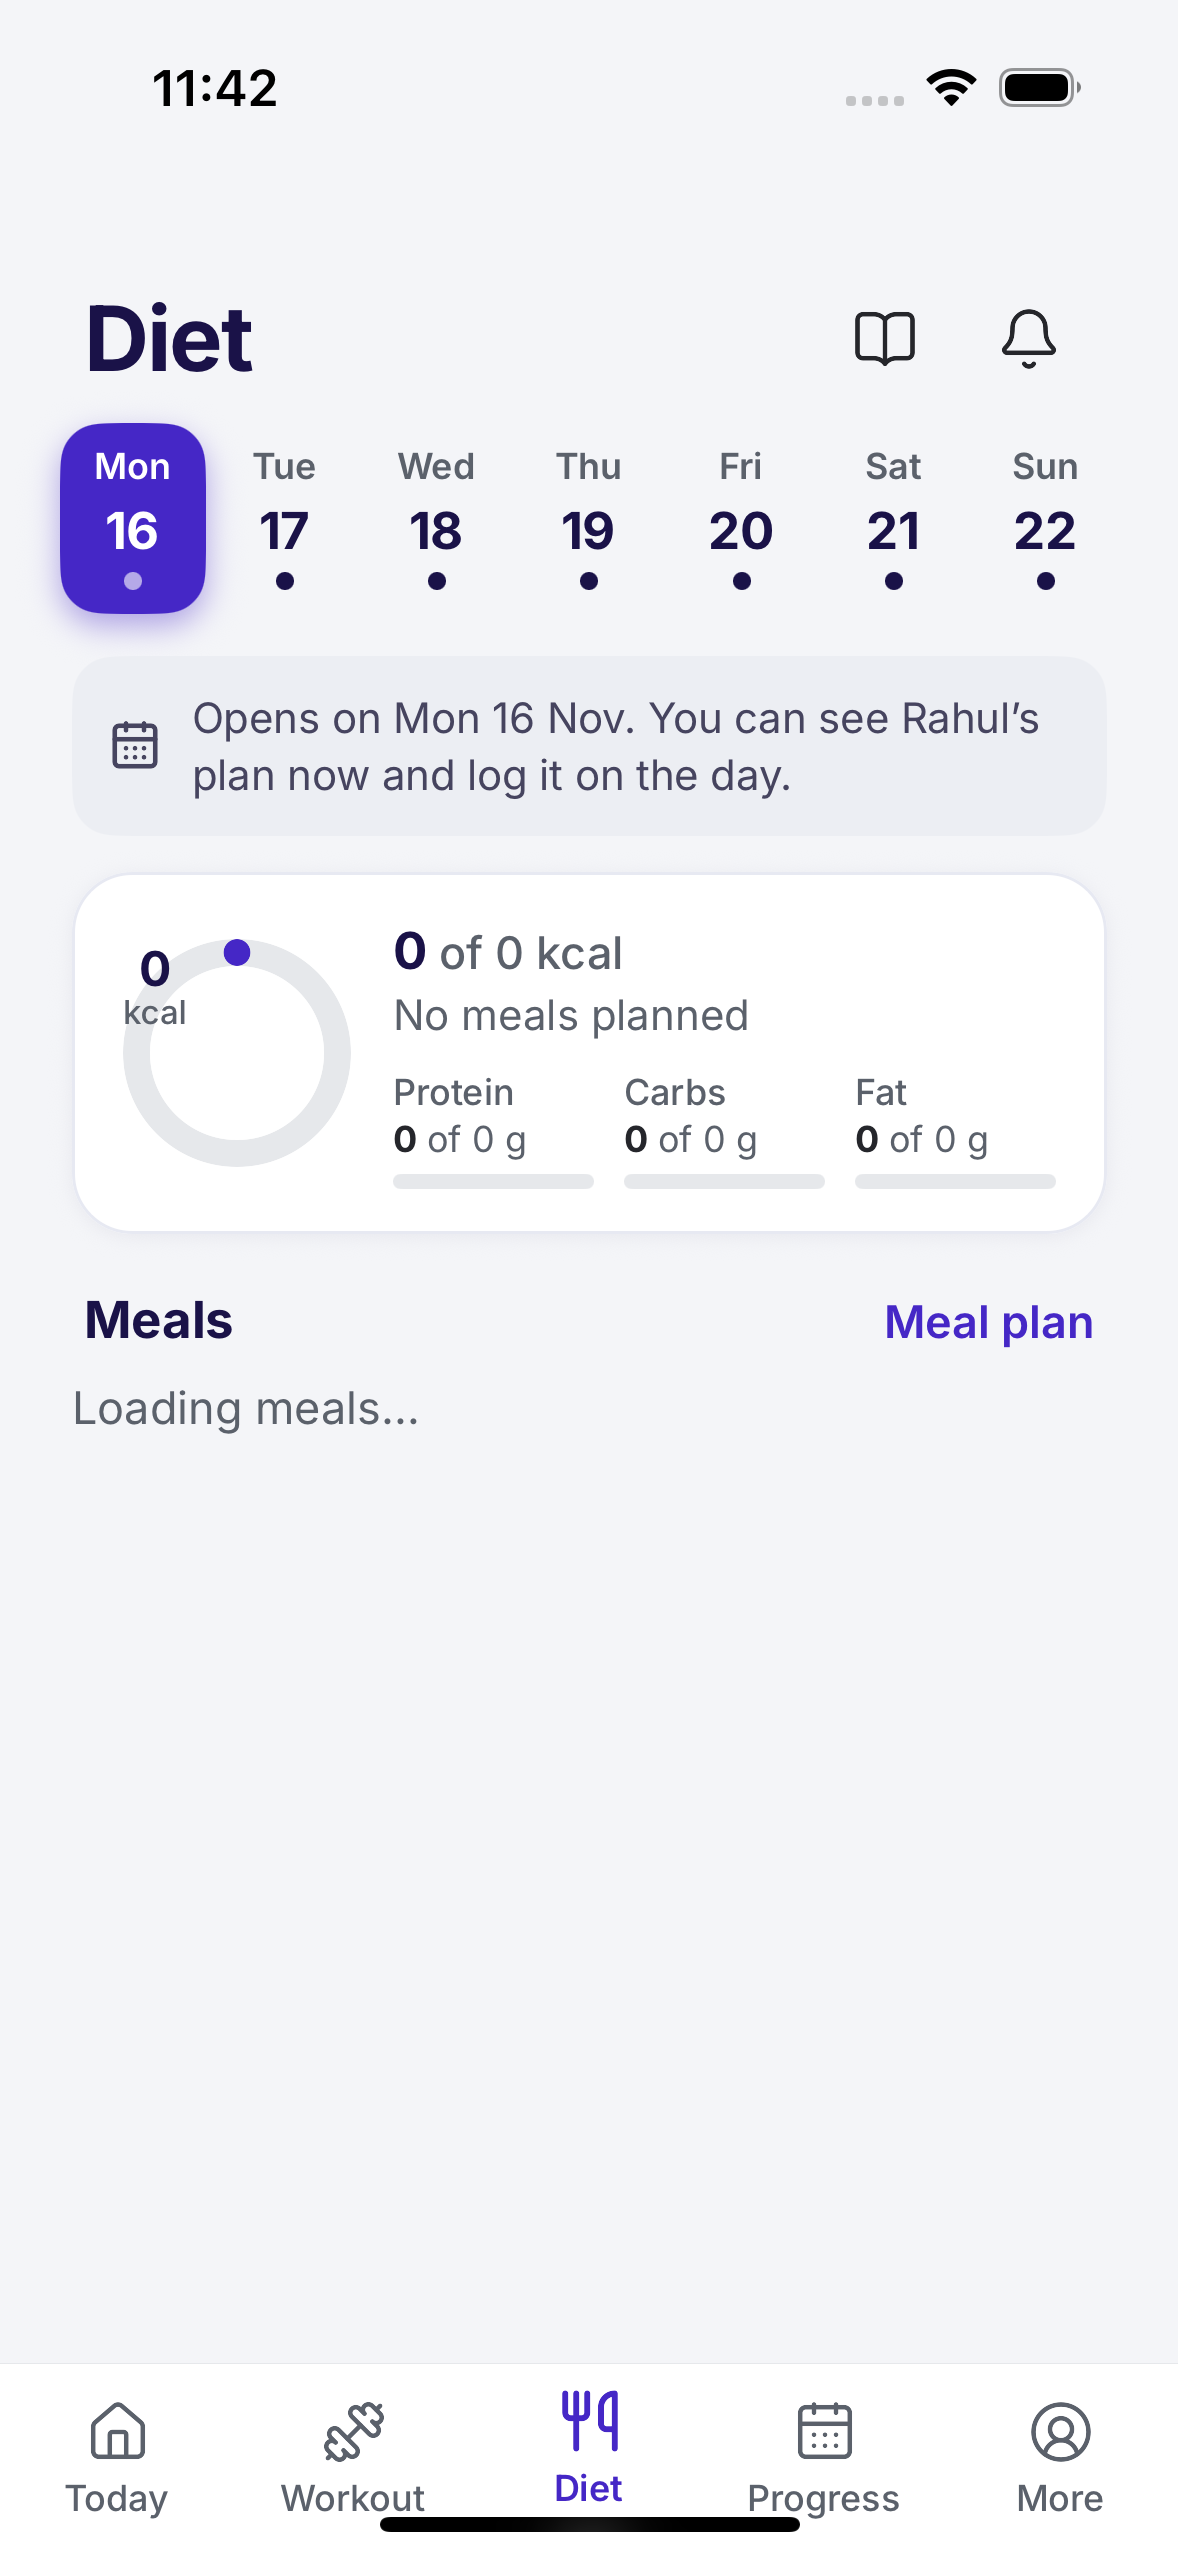 11:42
Diet
Mon Tue Wed Thu Fri Sat Sun
16 17 18 19 20 21 22
Opens on Mon 16 Nov. You can see Rahul’s
plan now and log it on the day.
0
kcal
0 of 0 kcal
No meals planned
Protein Carbs Fat
0 of 0 g 0 of 0 g 0 of 0 g
Meals Meal plan
Loading meals...
Today Workout Diet Progress More